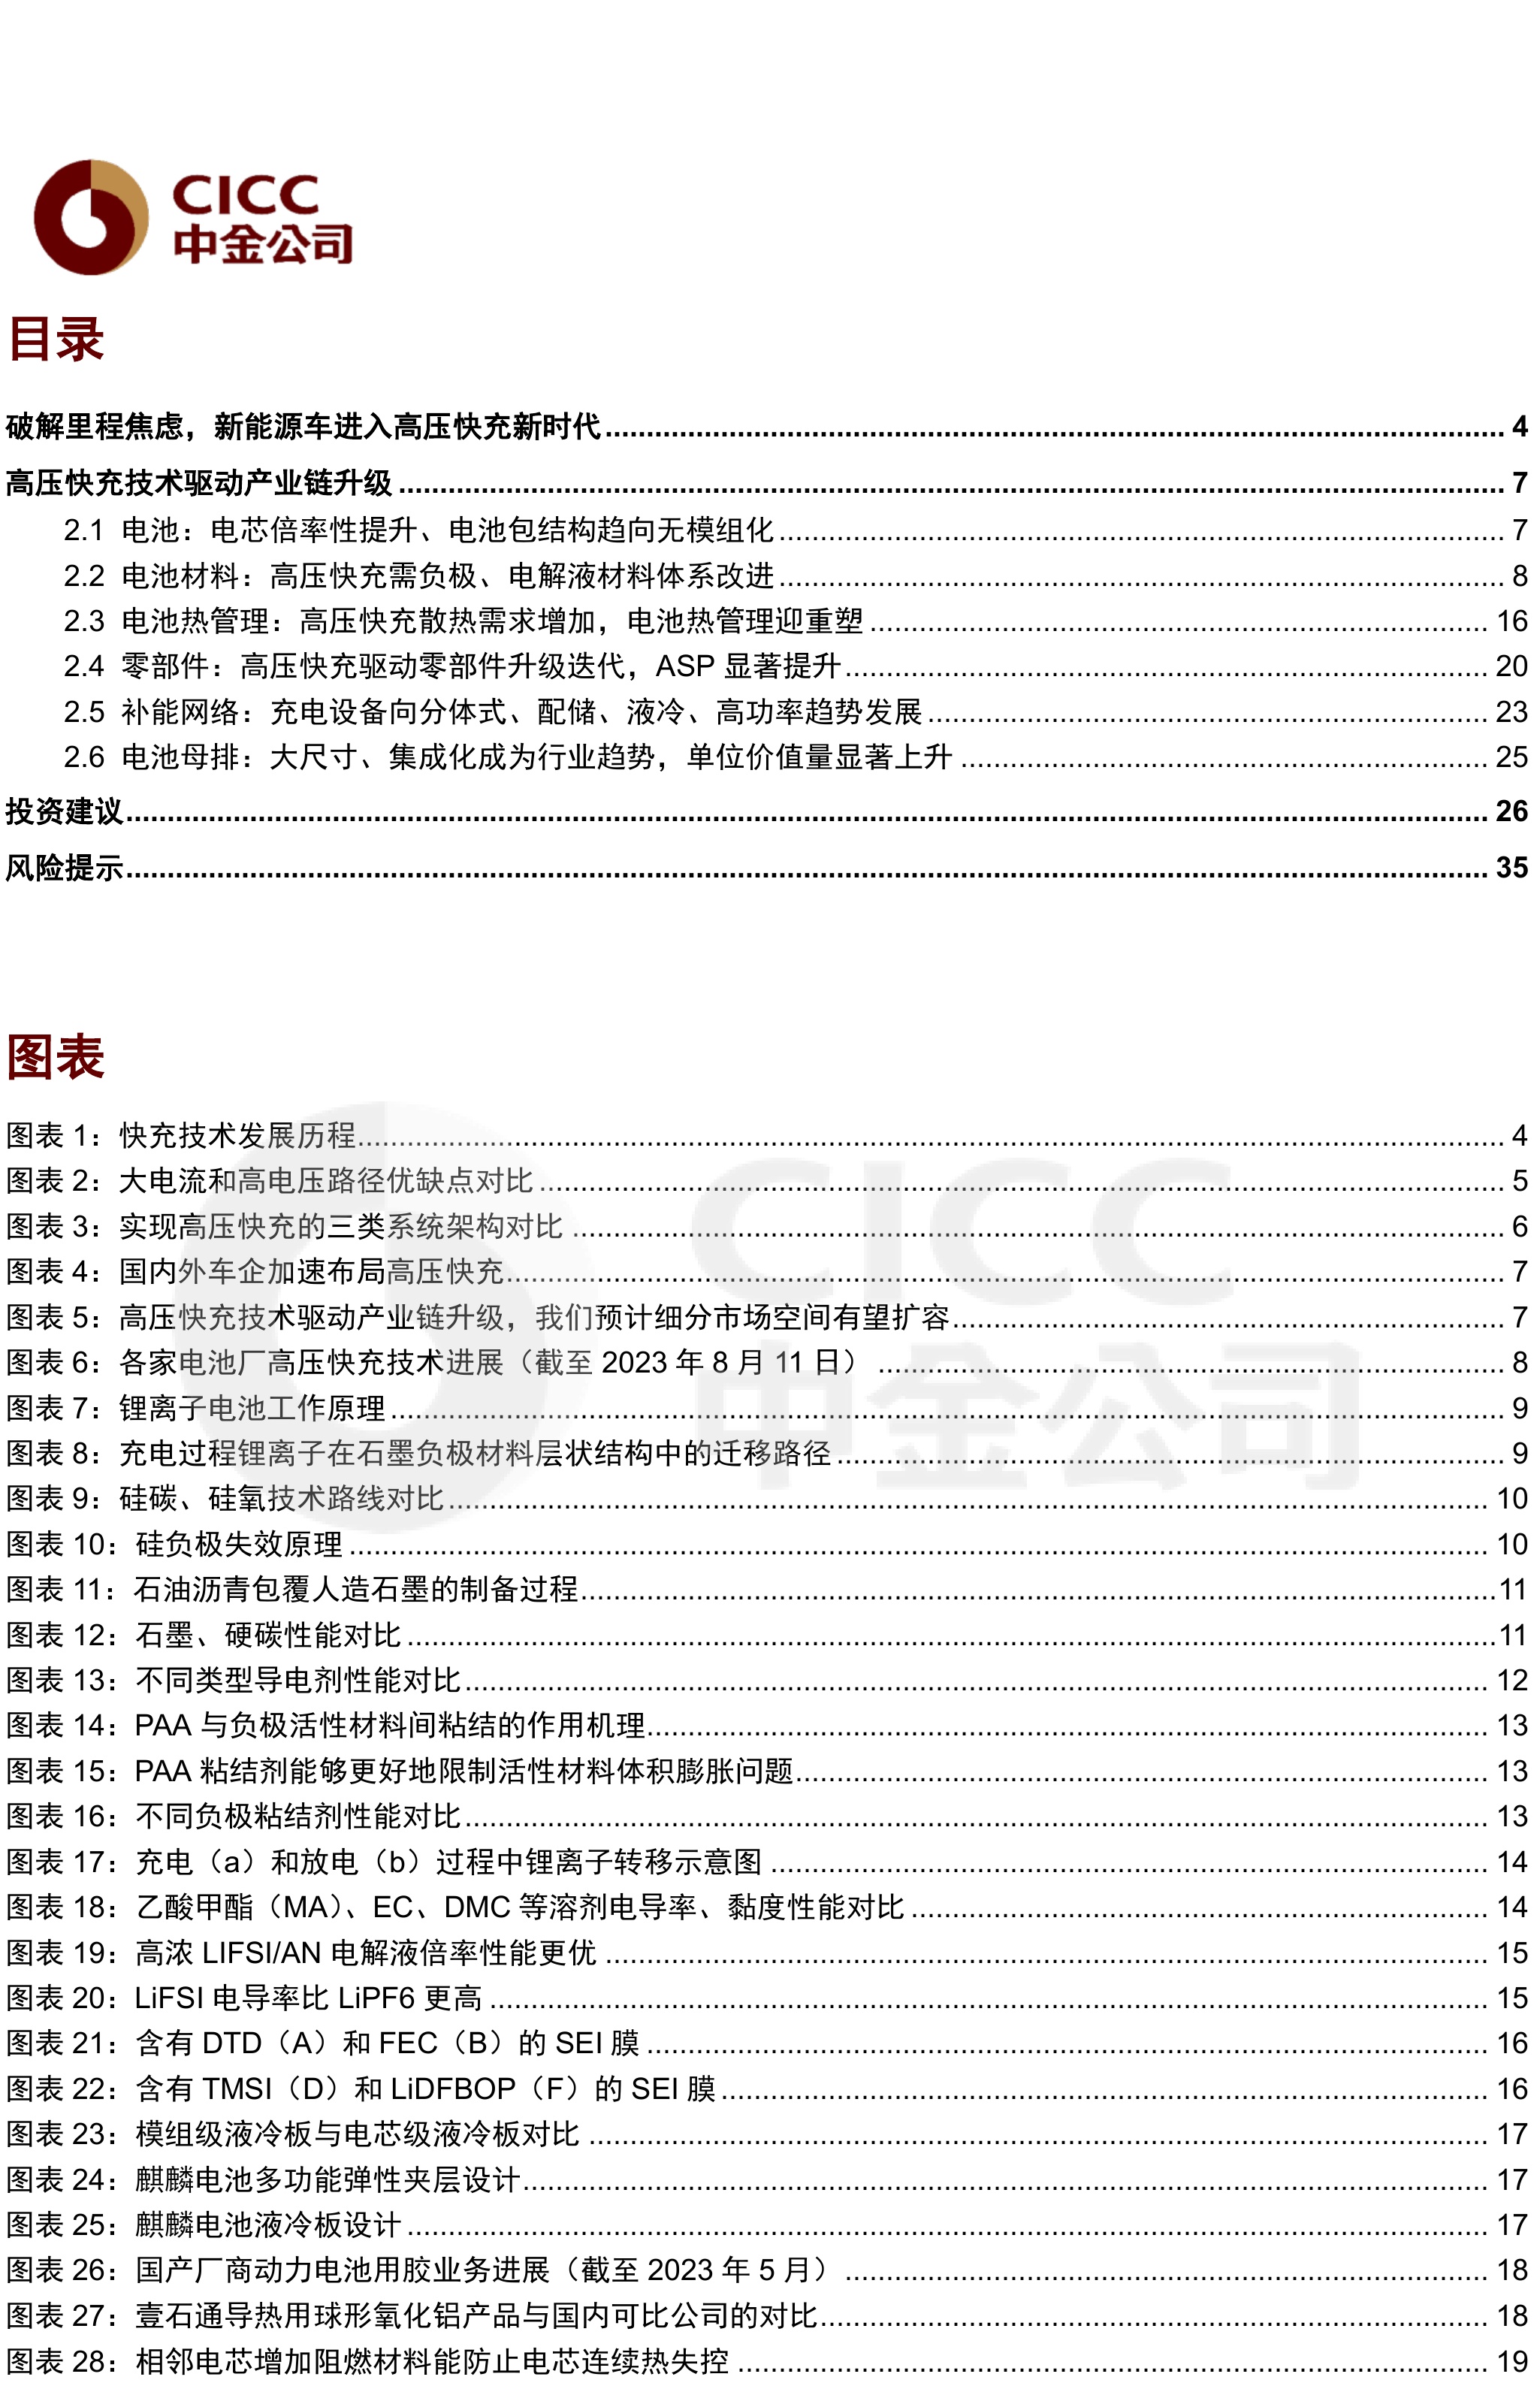 CICC
中金公司
目录
破解里程焦虑，新能源车进入高压快充新时代 4
高压快充技术驱动产业链升级 7
2.1 电池：电芯倍率性提升、电池包结构趋向无模组化 7
2.2 电池材料：高压快充需负极、电解液材料体系改进 8
2.3 电池热管理：高压快充散热需求增加，电池热管理迎重塑 16
2.4 零部件：高压快充驱动零部件升级迭代，ASP 显著提升 20
2.5 补能网络：充电设备向分体式、配储、液冷、高功率趋势发展 23
2.6 电池母排：大尺寸、集成化成为行业趋势，单位价值量显著上升 25
投资建议 26
风险提示 35
图表
图表 1：快充技术发展历程 4
图表 2：大电流和高电压路径优缺点对比 5
图表 3：实现高压快充的三类系统架构对比 6
图表 4：国内外车企加速布局高压快充 7
图表 5：高压快充技术驱动产业链升级，我们预计细分市场空间有望扩容 7
图表 6：各家电池厂高压快充技术进展（截至 2023 年 8 月 11 日） 8
图表 7：锂离子电池工作原理 9
图表 8：充电过程锂离子在石墨负极材料层状结构中的迁移路径 9
图表 9：硅碳、硅氧技术路线对比 10
图表 10：硅负极失效原理 10
图表 11：石油沥青包覆人造石墨的制备过程 11
图表 12：石墨、硬碳性能对比 11
图表 13：不同类型导电剂性能对比 12
图表 14：PAA 与负极活性材料间粘结的作用机理 13
图表 15：PAA 粘结剂能够更好地限制活性材料体积膨胀问题 13
图表 16：不同负极粘结剂性能对比 13
图表 17：充电（a）和放电（b）过程中锂离子转移示意图 14
图表 18：乙酸甲酯（MA）、EC、DMC 等溶剂电导率、黏度性能对比 14
图表 19：高浓 LIFSI/AN 电解液倍率性能更优 15
图表 20：LiFSI 电导率比 LiPF6 更高 15
图表 21：含有 DTD（A）和 FEC（B）的 SEI 膜 16
图表 22：含有 TMSI（D）和 LiDFBOP（F）的 SEI 膜 16
图表 23：模组级液冷板与电芯级液冷板对比 17
图表 24：麒麟电池多功能弹性夹层设计 17
图表 25：麒麟电池液冷板设计 17
图表 26：国产厂商动力电池用胶业务进展（截至 2023 年 5 月） 18
图表 27：壹石通导热用球形氧化铝产品与国内可比公司的对比 18
图表 28：相邻电芯增加阻燃材料能防止电芯连续热失控 19